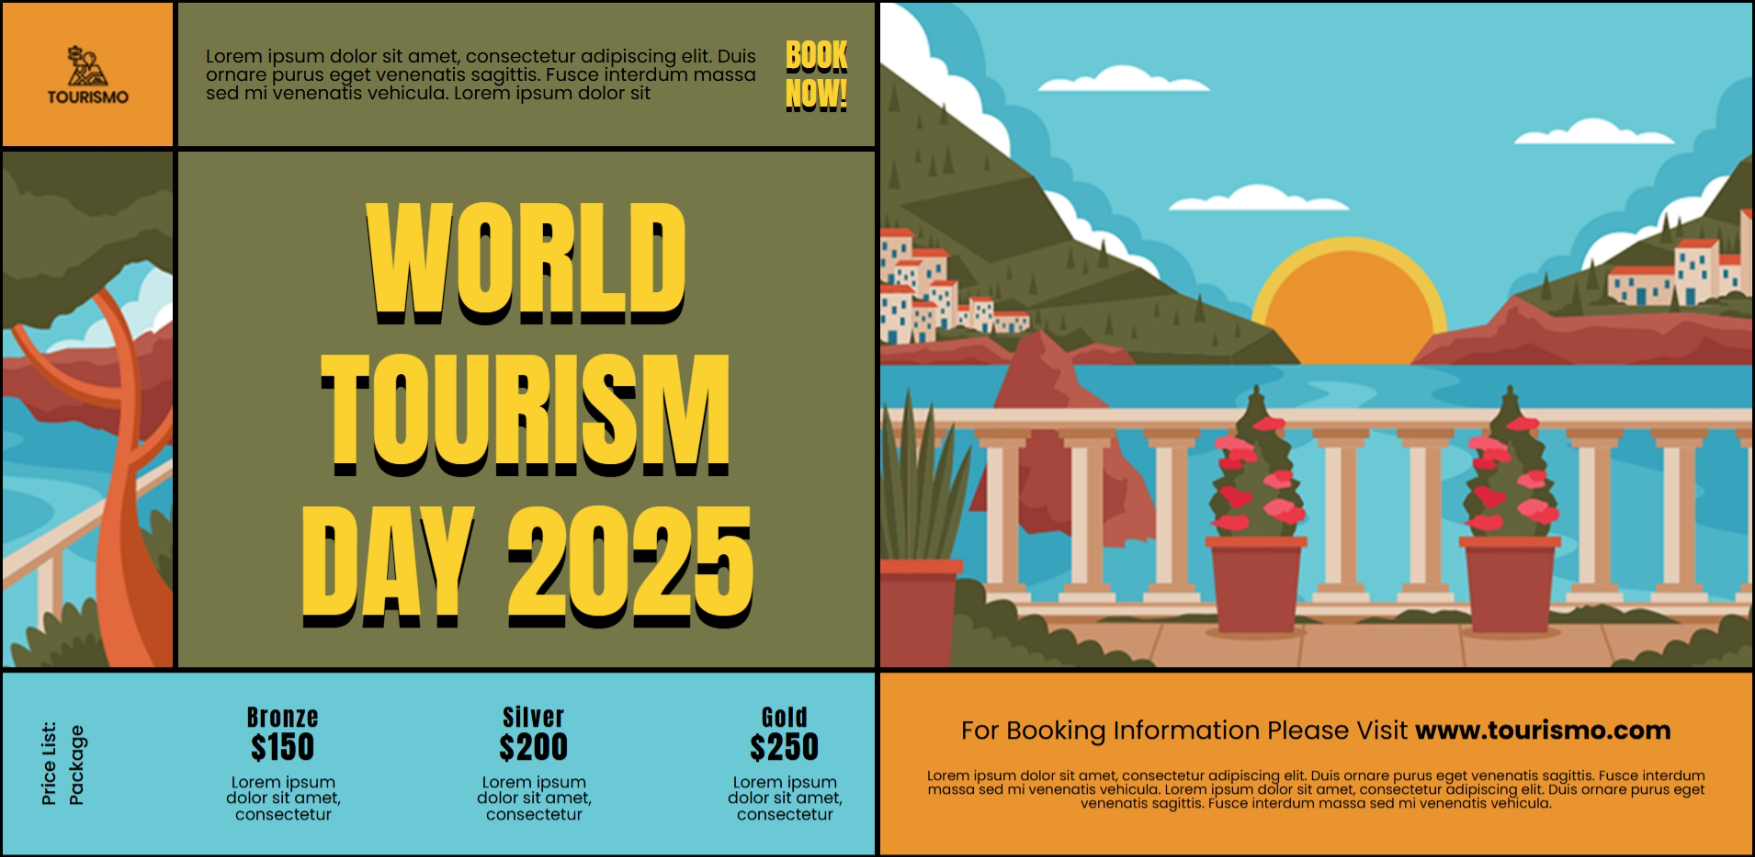 TOURISMO
Lorem ipsum dolor sit amet, consectetur adipiscing elit. Duis
ornare purus eget venenatis sagittis. Fusce interdum massa
sed mi venenatis vehicula. Lorem ipsum dolor sit
BOOK
NOW!
WORLD
TOURISM
DAY 2025
Price List:
Package
Bronze
$150
Lorem ipsum
dolor sit amet,
consectetur
Silver
$200
Lorem ipsum
dolor sit amet,
consectetur
Gold
$250
Lorem ipsum
dolor sit amet,
consectetur
For Booking Information Please Visit www.tourismo.com
Lorem ipsum dolor sit amet, consectetur adipiscing elit. Duis ornare purus eget venenatis sagittis. Fusce interdum
massa sed mi venenatis vehicula. Lorem ipsum dolor sit amet, consectetur adipiscing elit. Duis ornare purus eget
venenatis sagittis. Fusce interdum massa sed mi venenatis vehicula.